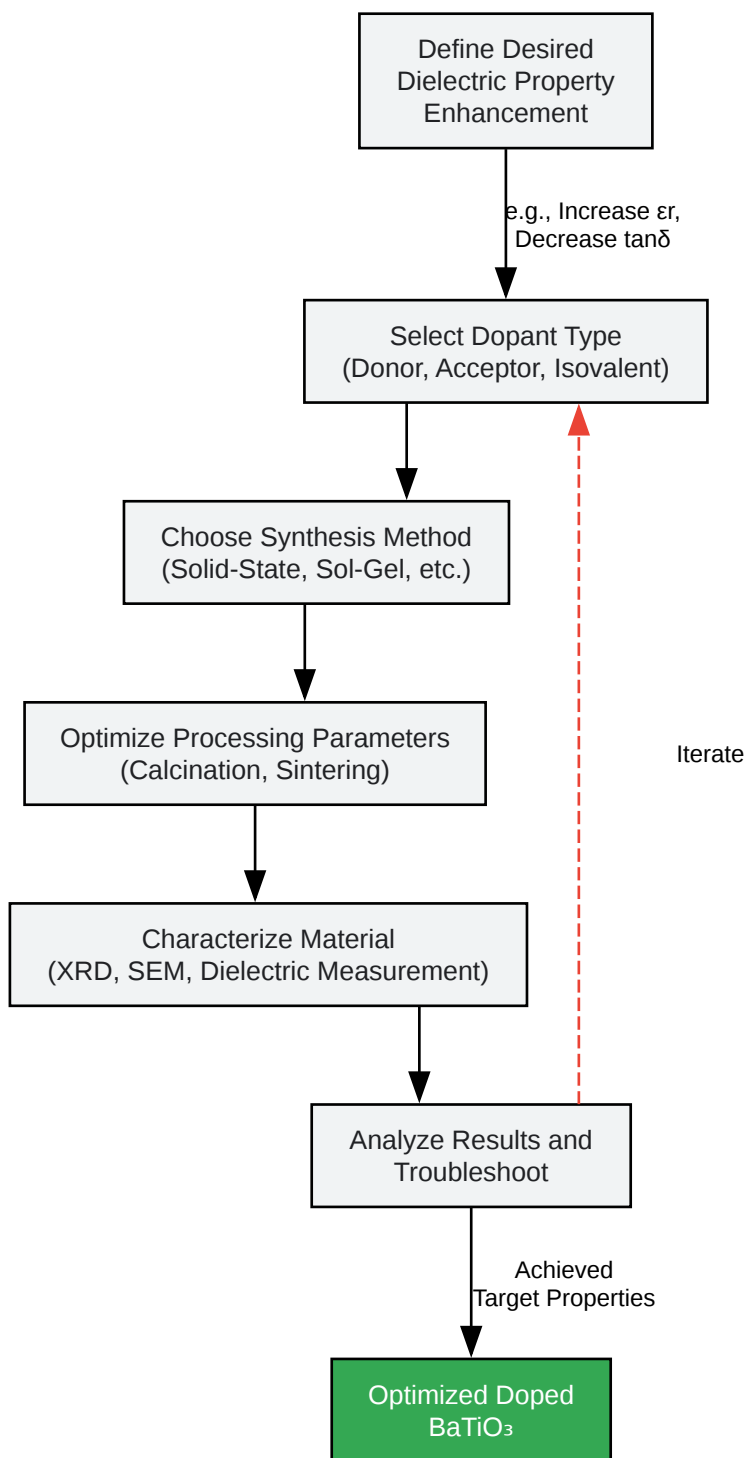 Define Desired
Dielectric Property
Enhancement
e.g., Increase εr,
Decrease tanδ
Select Dopant Type
(Donor, Acceptor, Isovalent)
Choose Synthesis Method
(Solid-State, Sol-Gel, etc.)
Optimize Processing Parameters
(Calcination, Sintering)
Iterate
Characterize Material
(XRD, SEM, Dielectric Measurement)
Analyze Results and
Troubleshoot
Achieved
Target Properties
Optimized Doped
BaTiO₃